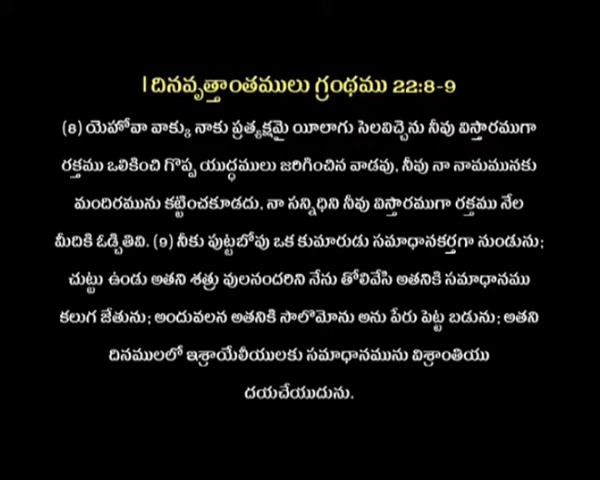 I దినవృత్తాంతములు గ్రంథము 22:8-9
(8) యెహోవా వాక్కు నాకు ప్రత్యక్షమై యీలాగు సెలవిచ్చెను నీవు విస్తారముగా
రక్తము ఒలికించి గొప్ప యుద్ధములు జరిగించిన వాడవు, నీవు నా నామమునకు
మందిరమును కట్టించకూడదు, నా సన్నిధిని నీవు విస్తారముగా రక్తము నేల
మీదికి ఓడ్చితివి. (9) నీకు పుట్టబోవు ఒక కుమారుడు సమాధానకర్తగా నుండును;
చుట్టు ఉండు అతని శత్రు వులనందరిని నేను తోలివేసి అతనికి సమాధానము
కలుగ జేతును; అందువలన అతనికి సొలొమోను అను పేరు పెట్ట బడును; అతని
దినములలో ఇశ్రాయేలీయులకు సమాధానమును విశ్రాంతియు
దయచేయుదును.